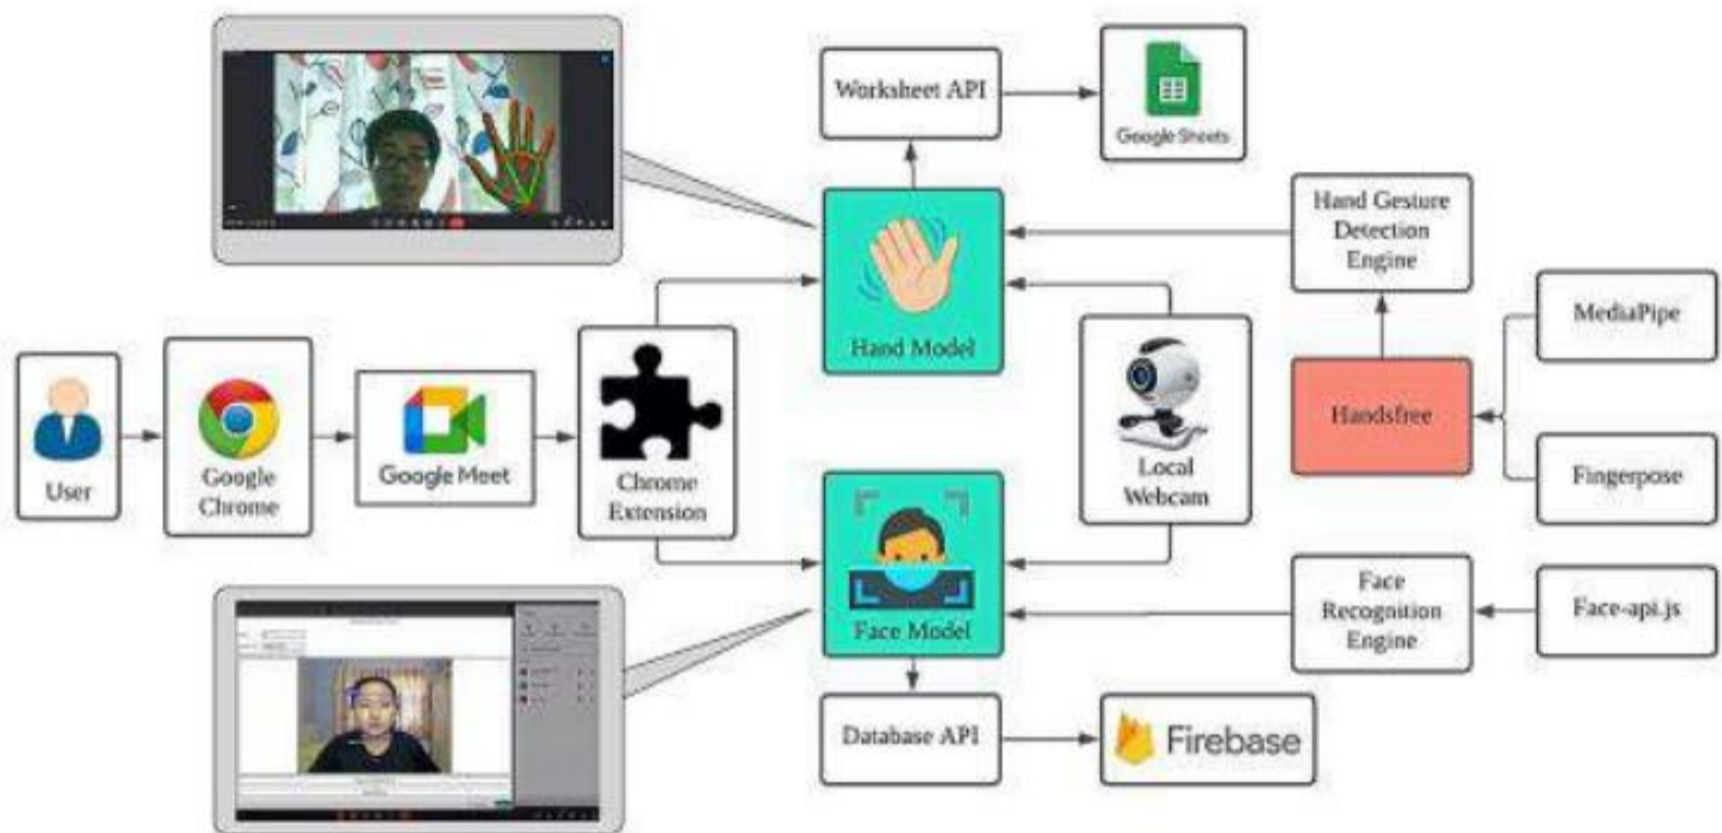 Worksheet API
Google Sheets
Hand Gesture
Detection
Engine
MediaPipe
Hand Model
Handsfree
User
Google
Chrome
Google Meet
Chrome
Extension
Local
Webcam
Fingerpose
Face
Recognition
Engine
Face-api.js
Face Model
Database API
Firebase